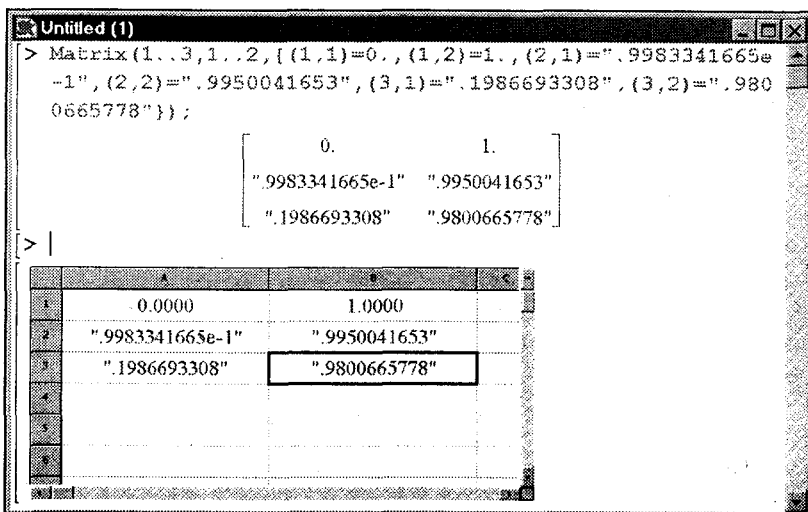 Untitled (1)
> Matrix(1..3,1..2,{(1,1)=0.,(1,2)=1.,(2,1)=".9983341665e
-1",(2,2)=".9950041653",(3,1)=".1986693308",(3,2)=".980
0665778"});
0. 1.
".9983341665e-1" ".9950041653"
".1986693308" ".9800665778"
>
A B C
1 0.0000 1.0000
2 ".9983341665e-1" ".9950041653"
3 ".1986693308" ".9800665778"
4
5
6